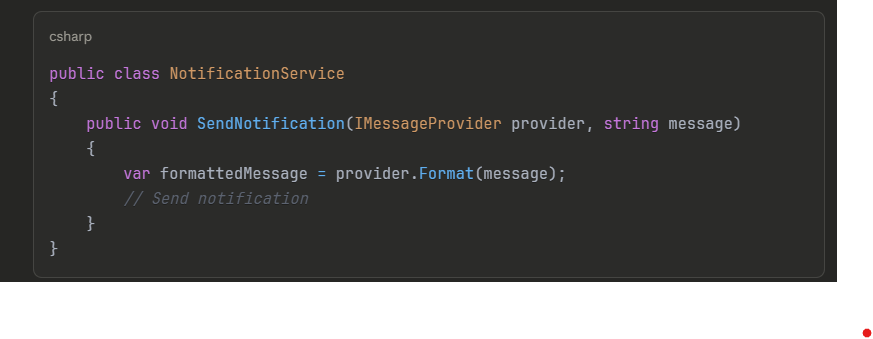 csharp
public class NotificationService
{
    public void SendNotification(IMessageProvider provider, string message)
    {
        var formattedMessage = provider.Format(message);
        // Send notification
    }
}